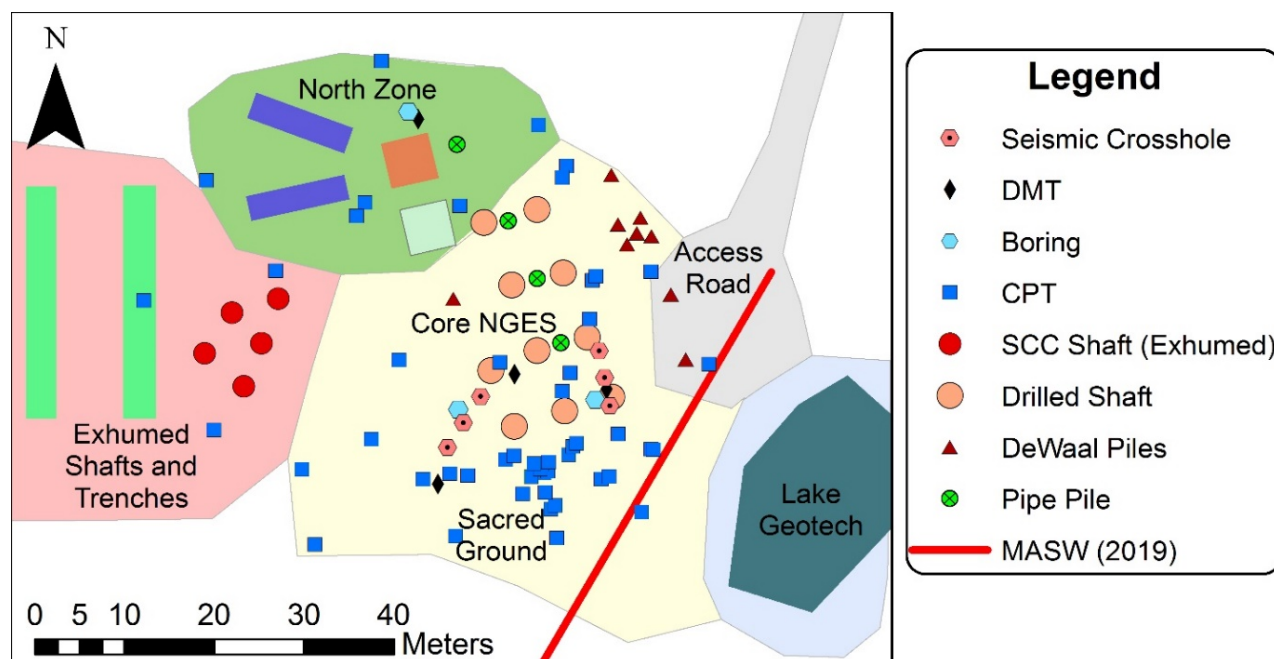 N
North Zone
Access
Road
Core NGES
Exhumed
Shafts and
Trenches
Sacred
Ground
Lake
Geotech
0 5 10 20 30 40
Meters
Legend
Seismic Crosshole
DMT
Boring
CPT
SCC Shaft (Exhumed)
Drilled Shaft
DeWaal Piles
Pipe Pile
MASW (2019)